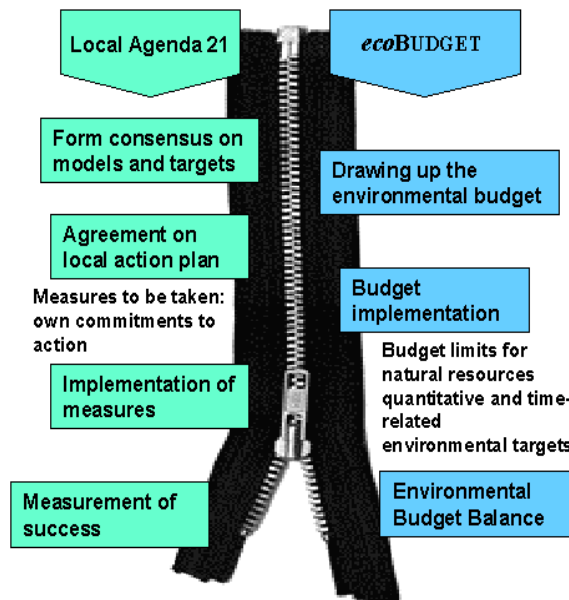 Local Agenda 21
ecoBUDGET
Form consensus on
models and targets
Drawing up the
environmental budget
Agreement on
local action plan
Measures to be taken:
own commitments to
action
Budget
implementation
Budget limits for
natural resources
quantitative and time-
related
environmental targets
Implementation of
measures
Measurement of
success
Environmental
Budget Balance